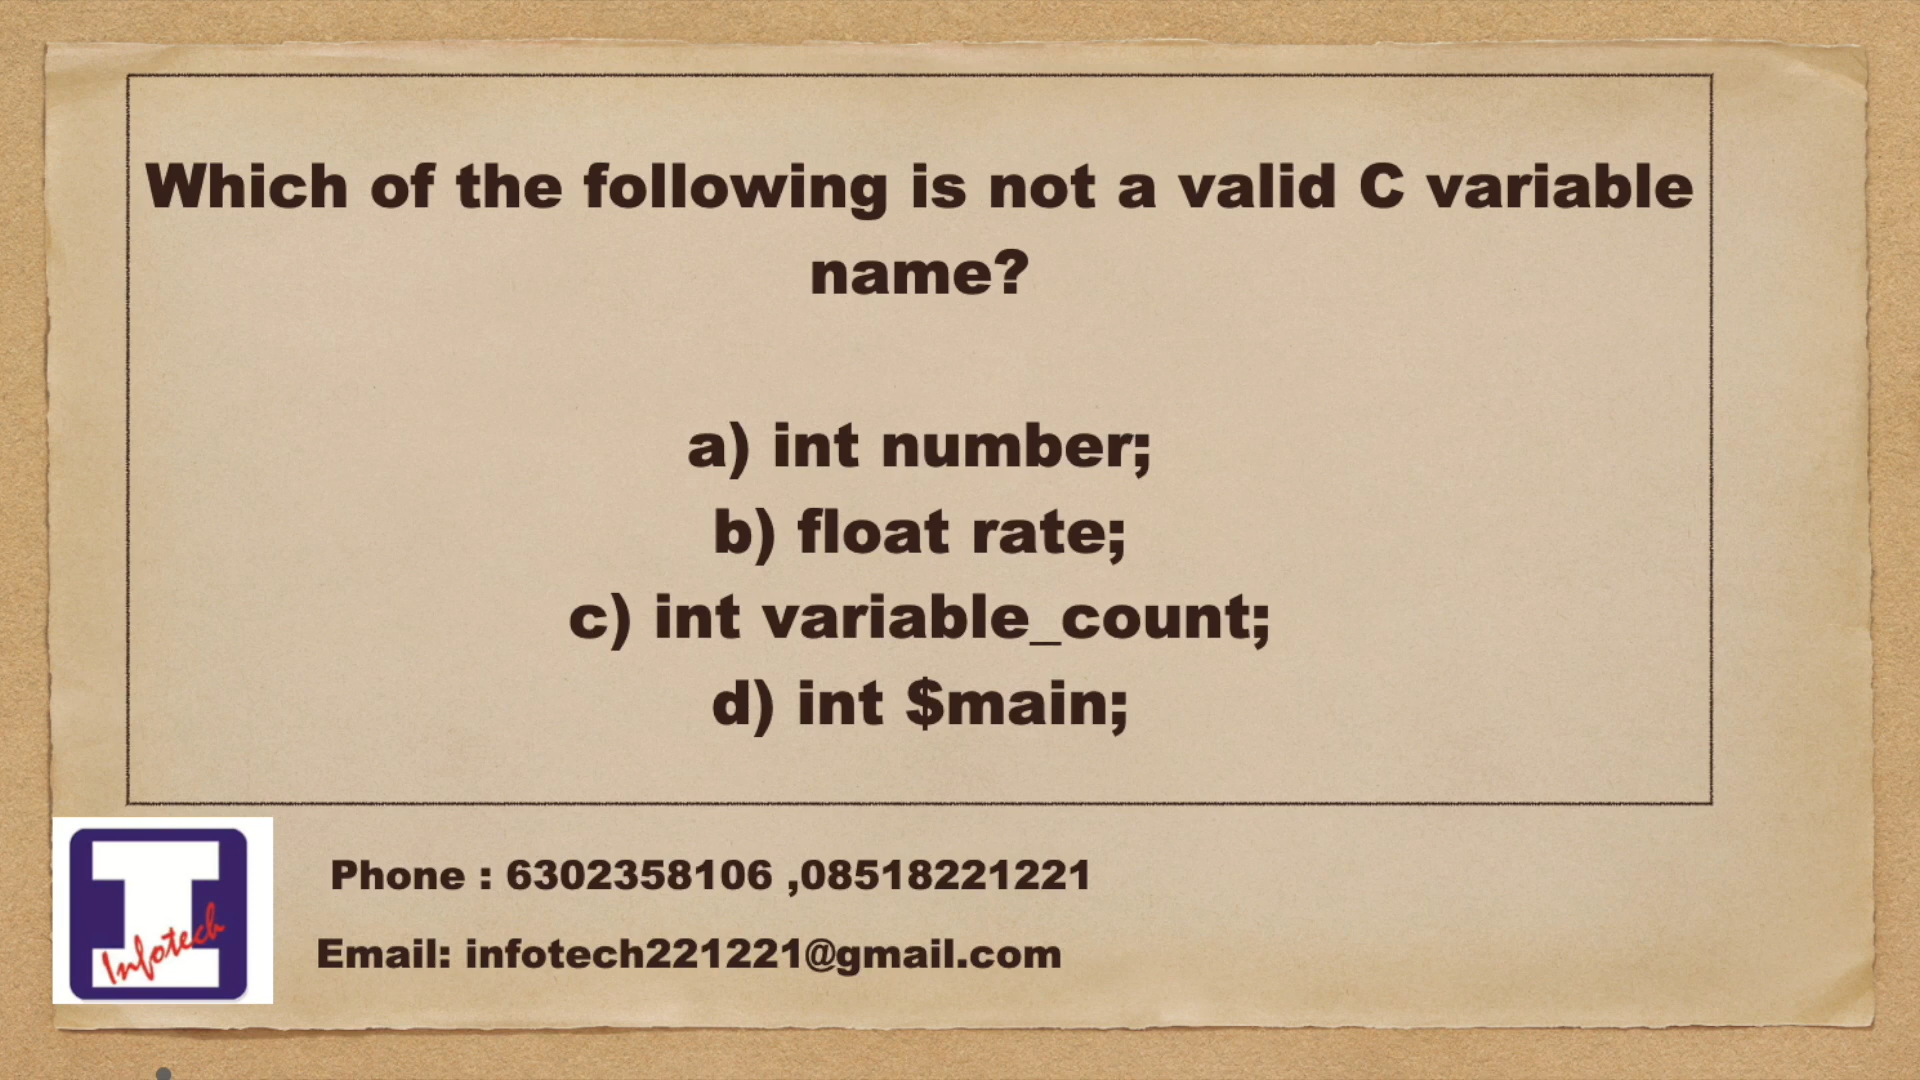 Which of the following is not a valid C variable
name?
a) int number;
b) float rate;
c) int variable_count;
d) int $main;
Infotech
Phone : 6302358106 ,08518221221
Email: infotech221221@gmail.com